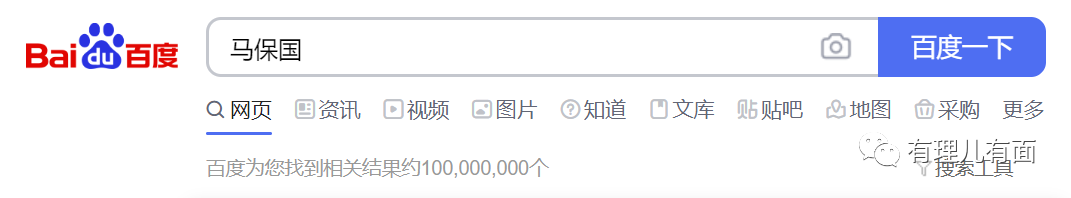 Bai du 百度 马保国 百度一下
网页 资讯 视频 图片 知道 文库 贴 贴吧 地图 采购 更多
有理儿有面
百度为您找到相关结果约100,000,000个 搜索工具